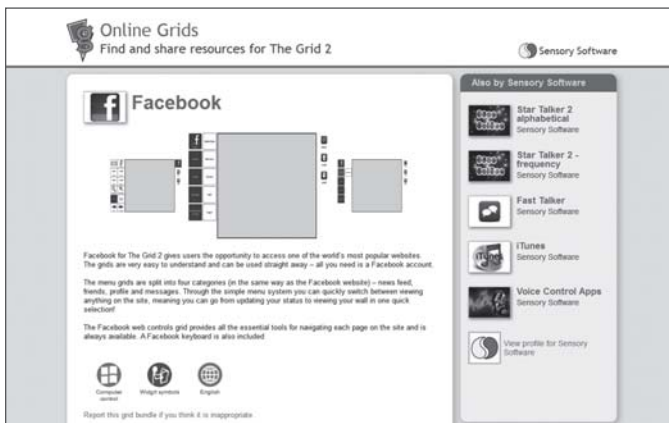 Online Grids
Find and share resources for The Grid 2
Sensory Software
Facebook
Facebook for The Grid 2 gives users the opportunity to access one of the world's most popular websites.
The grids are very easy to understand and can be used straight away – all you need is a Facebook account.
The menu grids are split into four categories (in the same way as the Facebook website) – news feed,
friends, profile and messages. Through the simple menu system you can quickly switch between viewing
anything on the site, meaning you can go from updating your status to viewing your wall in one quick
selection!
The Facebook web controls grid provides all the essential tools for navigating each page on the site and is
always available. A Facebook keyboard is also included
Computer
control
Widgit symbols
English
Report this grid bundle if you think it is inappropriate
Also by Sensory Software
Star Talker 2
alphabetical
Sensory Software
Star Talker 2 -
frequency
Sensory Software
Fast Talker
Sensory Software
iTunes
Sensory Software
Voice Control Apps
Sensory Software
View profile for Sensory
Software